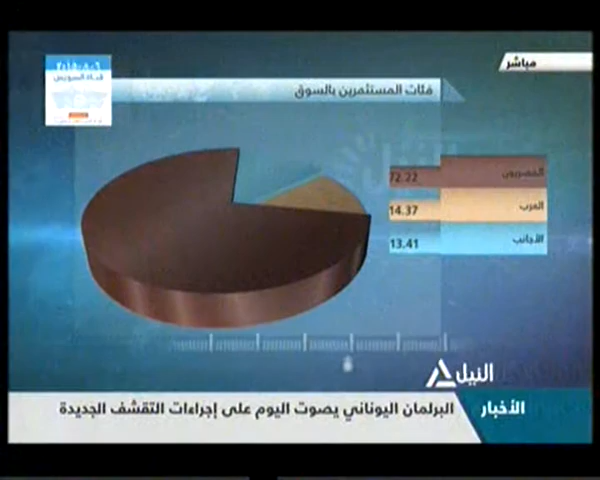 مباشر
قناة السويس
فئات المستثمرين بالسوق
المصريون 72.22
العرب 14.37
الأجانب 13.41
النيل
الأخبار
البرلمان اليوناني يصوت اليوم على إجراءات التقشف الجديدة